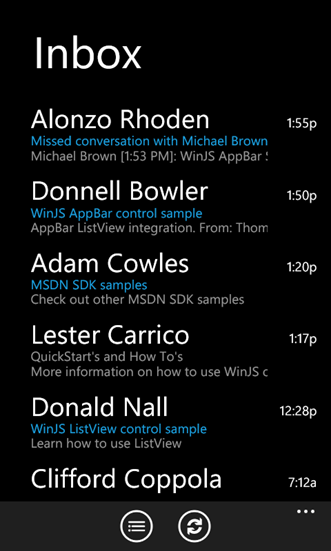 Inbox
Alonzo Rhoden 1:55p
Missed conversation with Michael Brown
Michael Brown [1:53 PM]: WinJS AppBar
Donnell Bowler 1:50p
WinJS AppBar control sample
AppBar ListView integration. From: Thom
Adam Cowles 1:20p
MSDN SDK samples
Check out other MSDN SDK samples
Lester Carrico 1:17p
QuickStart's and How To's
More information on how to use WinJS c
Donald Nall 12:28p
WinJS ListView control sample
Learn how to use ListView
Clifford Coppola 7:12a